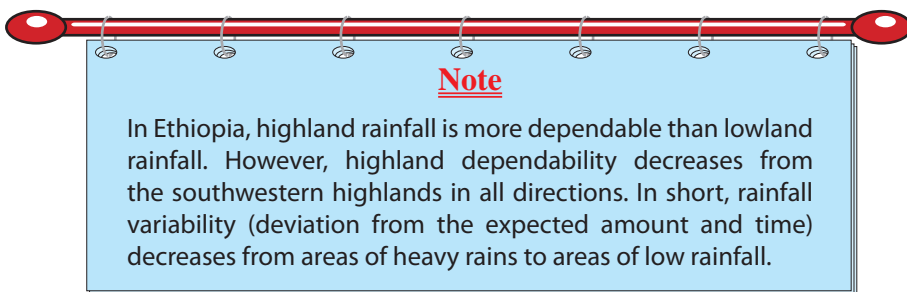 Note
In Ethiopia, highland rainfall is more dependable than lowland
rainfall. However, highland dependability decreases from
the southwestern highlands in all directions. In short, rainfall
variability (deviation from the expected amount and time)
decreases from areas of heavy rains to areas of low rainfall.